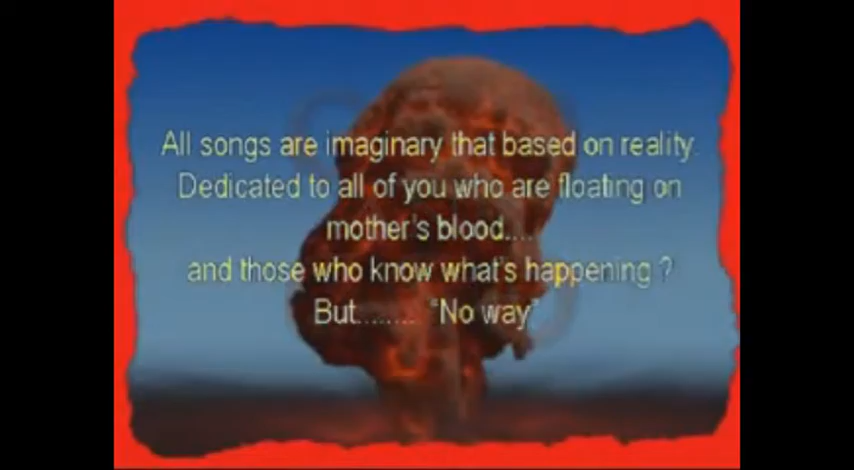 All songs are imaginary that based on reality.
Dedicated to all of you who are floating on
mother's blood....
and those who know what's happening ?
But........ "No way"